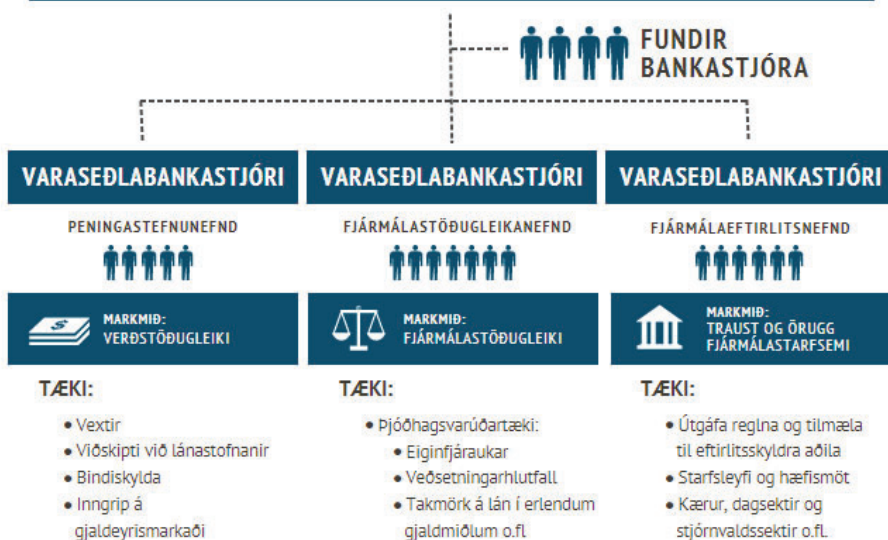 FUNDIR
BANKASTJÓRA
VARASEÐLABANKASTJÓRI
PENINGASTEFNUNEFND
MARKMIÐ:
VERÐSTÖÐUGLEIKI
TÆKI:
• Vextir
• Viðskipti við lánastofnanir
• Bindiskylda
• Inngrip á
gjaldeyrismarkaði
VARASEÐLABANKASTJÓRI
FJÁRMÁLASTÖÐUGLEIKANEFND
MARKMIÐ:
FJÁRMÁLASTÖÐUGLEIKI
TÆKI:
• Þjóðhagsvarúðartæki:
• Eiginfjáraukar
• Veðsetningarhlutfall
• Takmörk á lán í erlendum
gjaldmiðlum o.fl
VARASEÐLABANKASTJÓRI
FJÁRMÁLAEFTIRLITSNEFND
MARKMIÐ:
TRAUST OG ÖRUGG
FJÁRMÁLASTARFSEMI
TÆKI:
• Útgáfa reglna og tilmæla
til eftirlitsskyldra aðila
• Starfsleyfi og hæfismöt
• Kærur, dagsektir og
stjórnvaldssektir o.fl.